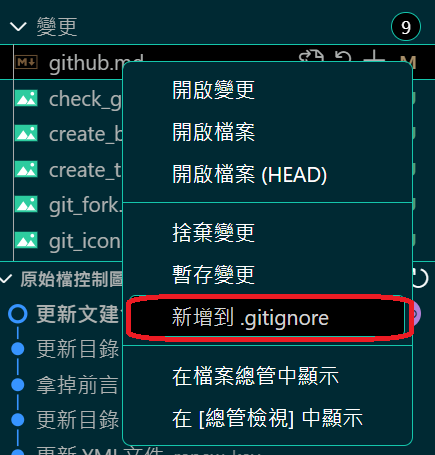 變更
9
github.md
M
開啟變更
開啟檔案
開啟檔案 (HEAD)
捨棄變更
暫存變更
新增到 .gitignore
在檔案總管中顯示
在 [總管檢視] 中顯示
check_g
create_b
create_t
git_fork.
git_icon
原始檔控制圖
更新文建
更新目錄
拿掉前言
更新目錄
更新 XML 文件